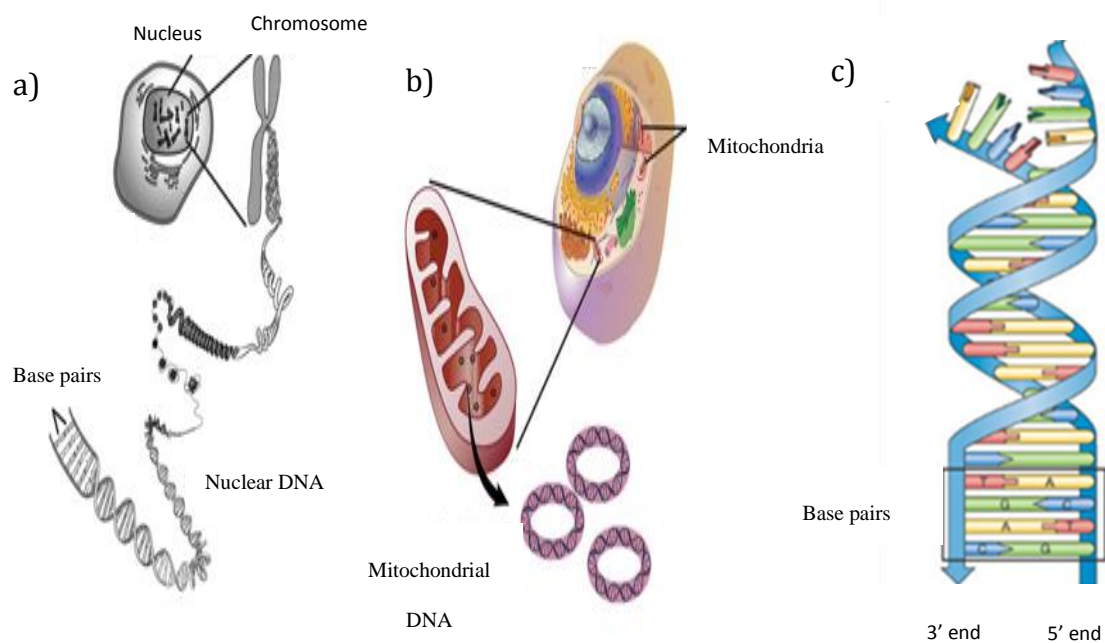 Nucleus
Chromosome
a)
Base pairs
Nuclear DNA
b)
Mitochondria
Mitochondrial
DNA
c)
Base pairs
T A
G C
A T
C G
3’ end 5’ end